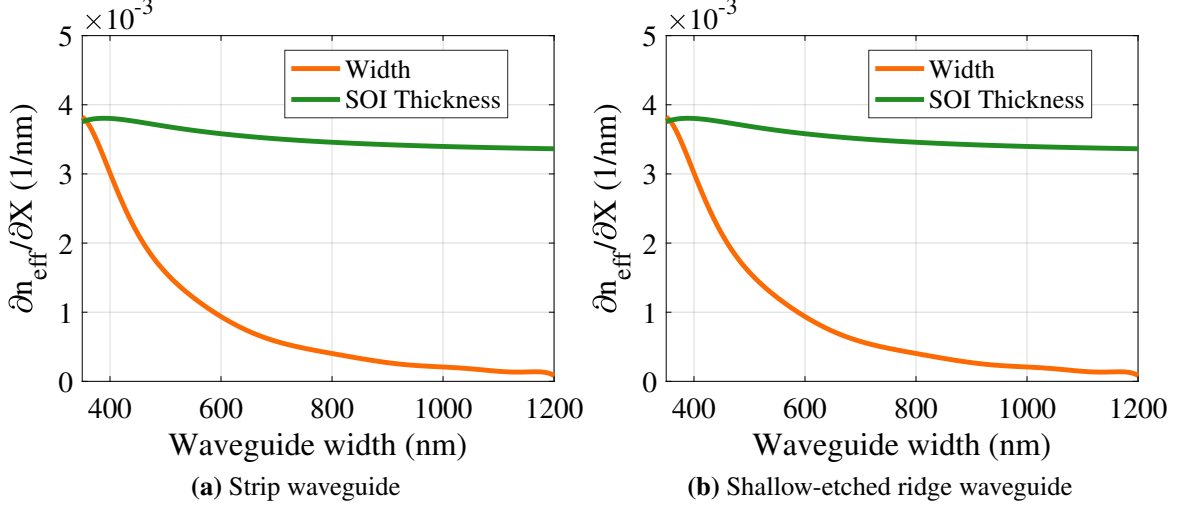 ×10⁻³
5
4
3
2
1
0
∂n_eff/∂X (1/nm)
Width
SOI Thickness
400 600 800 1000 1200
Waveguide width (nm)
(a) Strip waveguide
×10⁻³
5
4
3
2
1
0
∂n_eff/∂X (1/nm)
Width
SOI Thickness
400 600 800 1000 1200
Waveguide width (nm)
(b) Shallow-etched ridge waveguide